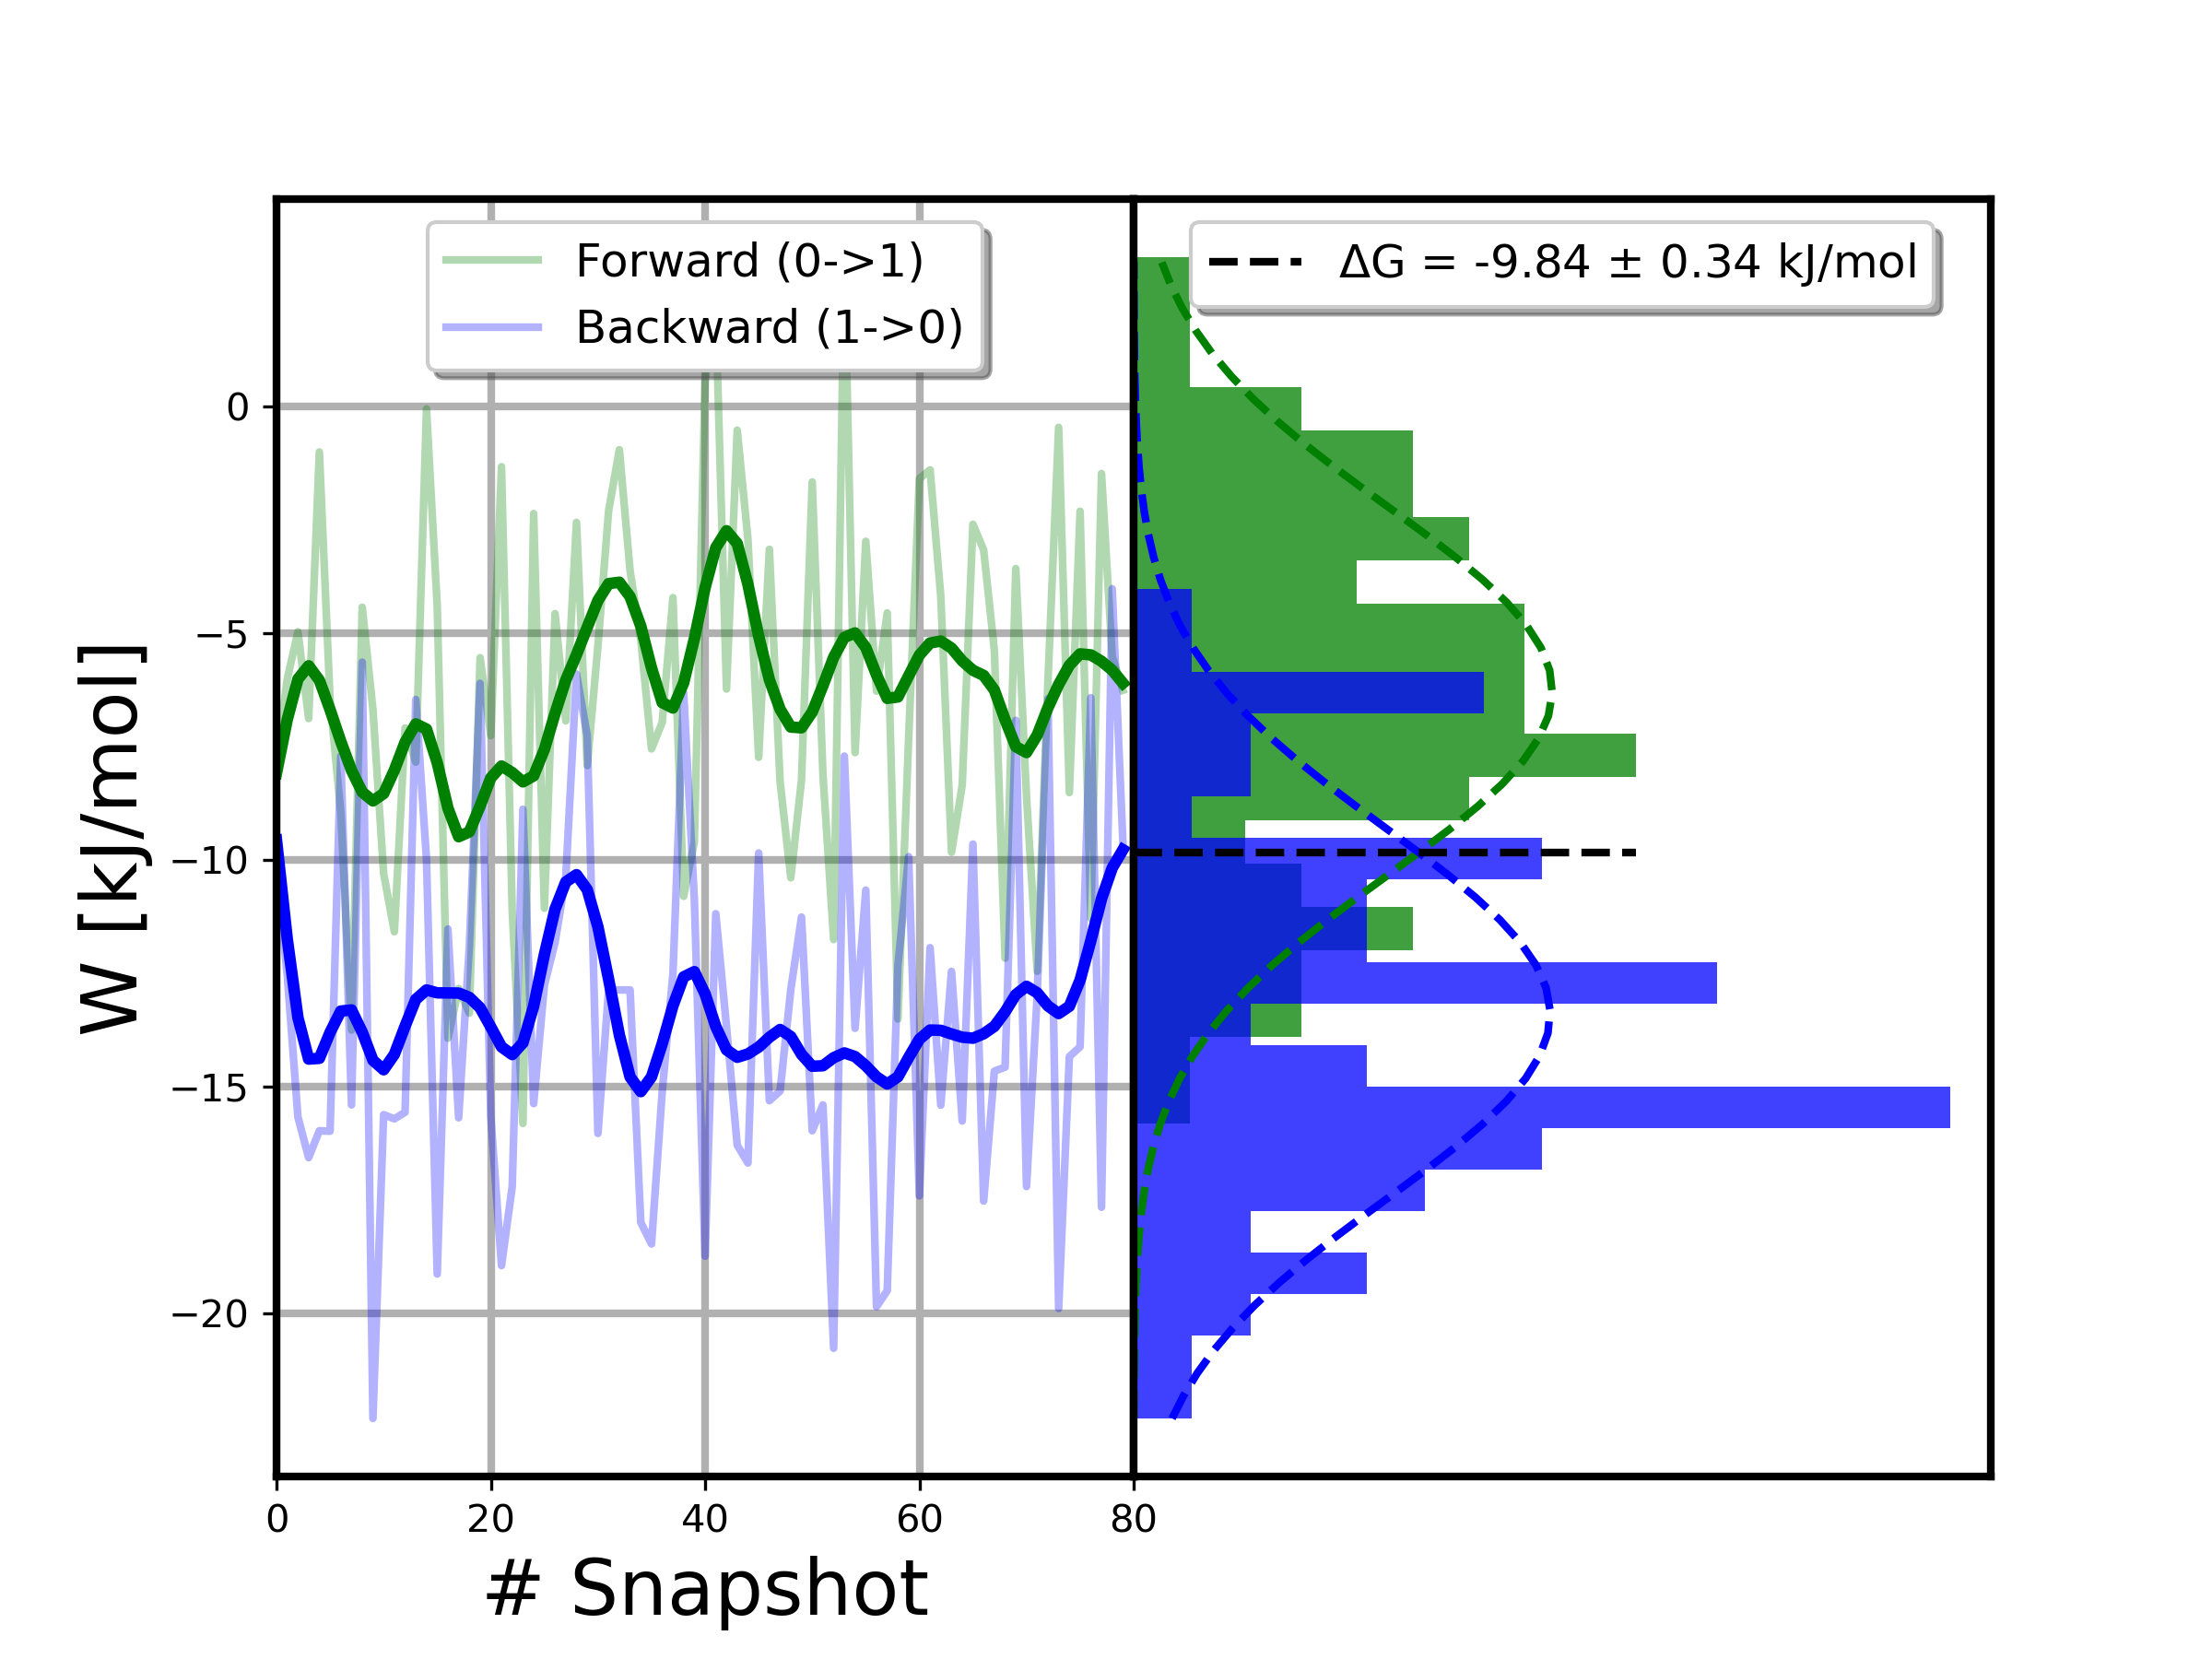 Forward (0->1)
Backward (1->0)
ΔG = -9.84 ± 0.34 kJ/mol
W [kJ/mol]
0
−5
−10
−15
−20
0 20 40 60 80
# Snapshot